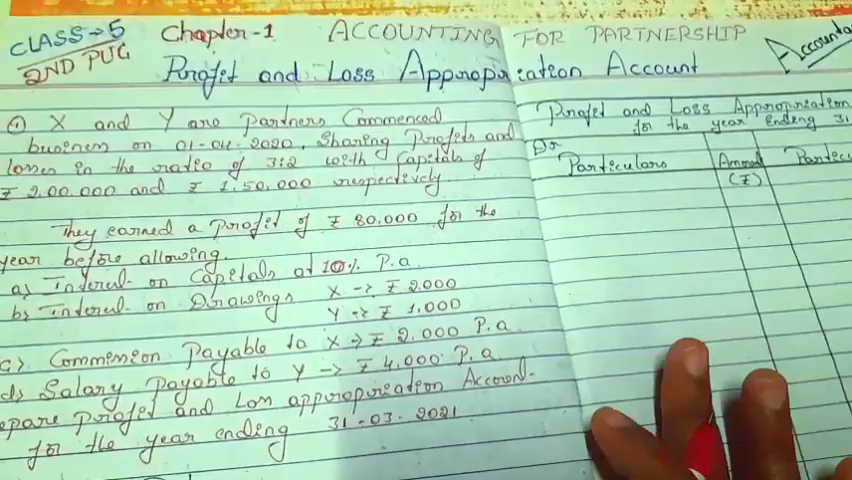 CLASS → 5
2ND PUC
Chapter-1 ACCOUNTING FOR PARTNERSHIP
Profit and Loss Appropriation Account
Accounta
① X and Y are Partners Commenced
business on 01-04-2020, Sharing Profits and
losses in the ratio of 3:2 with Capitals of
₹ 2,00,000 and ₹ 1,50,000 respectively
They earned a Profit of ₹ 80,000 for the
year before allowing.
a) Interest on Capitals at 10% P.a
b) Interest on Drawings X → ₹ 2,000
Y → ₹ 1,000
c) Commission Payable to X → ₹ 2,000 P.a
d) Salary Payable to Y → ₹ 4,000 P.a
epare Profit and Loss appropriation Account
for the year ending 31-03-2021
Profit and Loss Appropriation
for the year Ending 31
Dr
Particulars Amount (₹) Particu